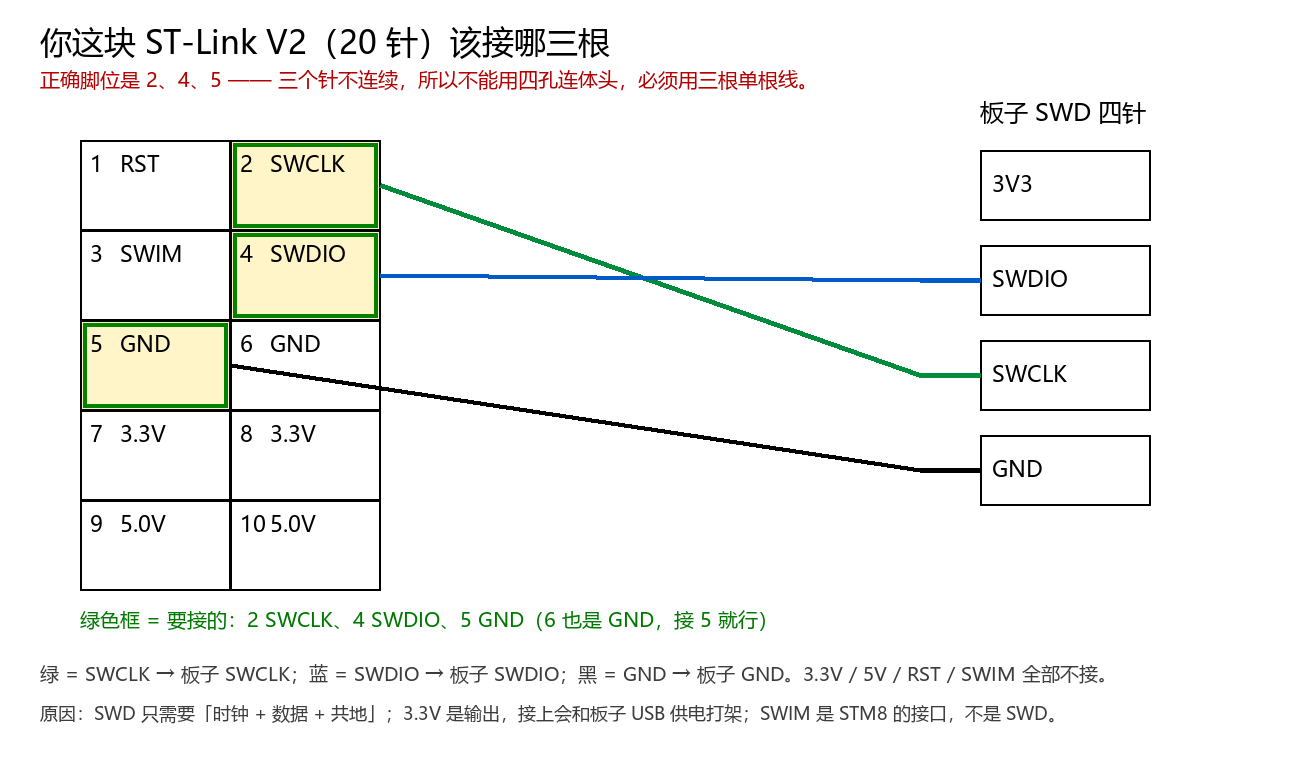 你这块 ST-Link V2（20 针）该接哪三根
正确脚位是 2、4、5 —— 三个针不连续，所以不能用四孔连体头，必须用三根单根线。
板子 SWD 四针
1 RST 2 SWCLK
3V3
3 SWIM 4 SWDIO
SWDIO
5 GND 6 GND
SWCLK
7 3.3V 8 3.3V
GND
9 5.0V 10 5.0V
绿色框 = 要接的：2 SWCLK、4 SWDIO、5 GND（6 也是 GND，接 5 就行）
绿 = SWCLK → 板子 SWCLK；蓝 = SWDIO → 板子 SWDIO；黑 = GND → 板子 GND。3.3V / 5V / RST / SWIM 全部不接。
原因：SWD 只需要「时钟 + 数据 + 共地」；3.3V 是输出，接上会和板子 USB 供电打架；SWIM 是 STM8 的接口，不是 SWD。